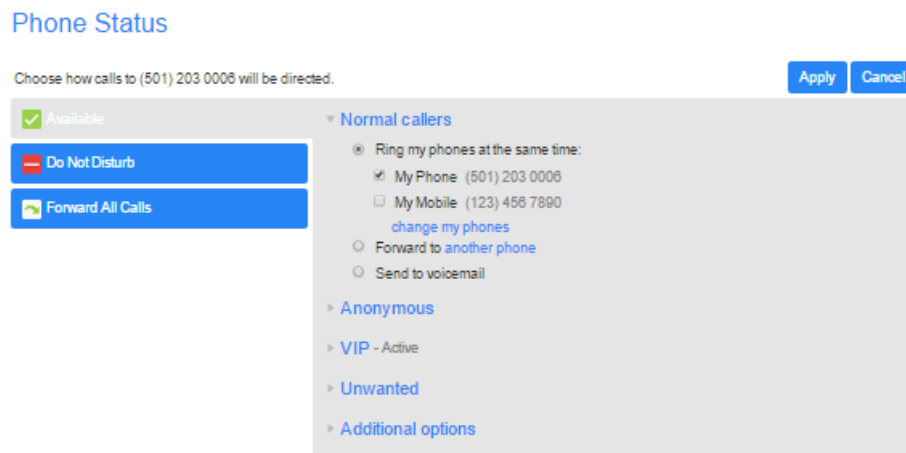 Phone Status
Choose how calls to (501) 203 0006 will be directed.
Apply
Cancel
Available
Do Not Disturb
Forward All Calls
Normal callers
Ring my phones at the same time:
My Phone (501) 203 0006
My Mobile (123) 456 7890
change my phones
Forward to another phone
Send to voicemail
Anonymous
VIP - Active
Unwanted
Additional options